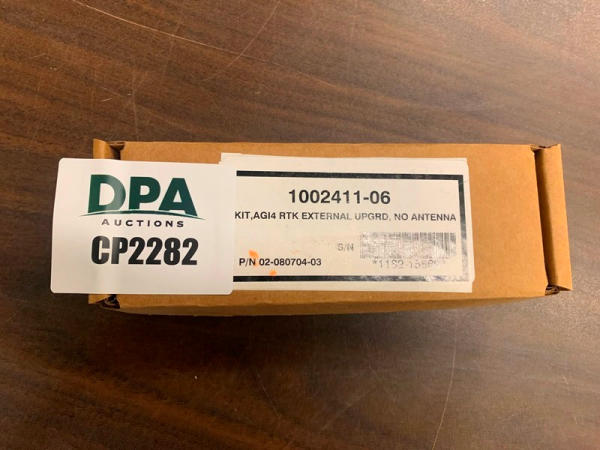 DPA
AUCTIONS
CP2282
1002411-06
KIT,AGI4 RTK EXTERNAL UPGRD, NO ANTENNA
S/N
P/N 02-080704-03